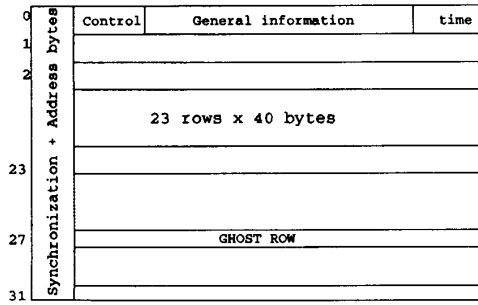 0 Control General information time
1
2
23 rows x 40 bytes
23
27 GHOST ROW
31
Synchronization + Address bytes